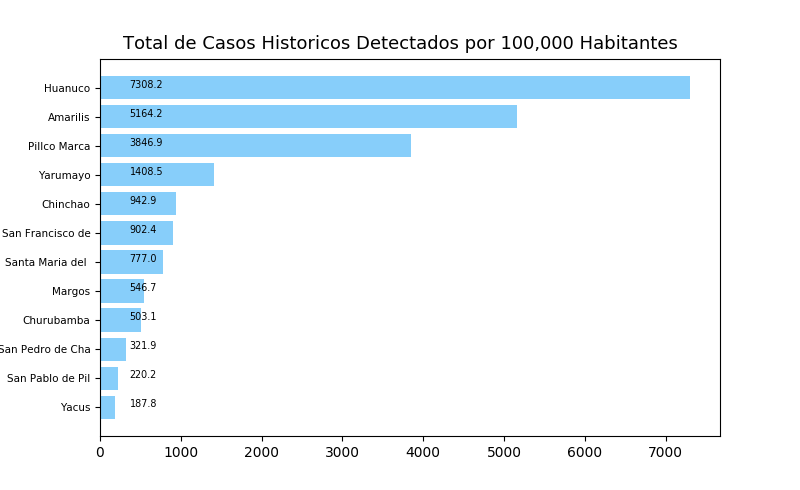 Total de Casos Historicos Detectados por 100,000 Habitantes
Huanuco 7308.2
Amarilis 5164.2
Pillco Marca 3846.9
Yarumayo 1408.5
Chinchao 942.9
San Francisco de 902.4
Santa Maria del 777.0
Margos 546.7
Churubamba 503.1
San Pedro de Cha 321.9
San Pablo de Pil 220.2
Yacus 187.8
0 1000 2000 3000 4000 5000 6000 7000